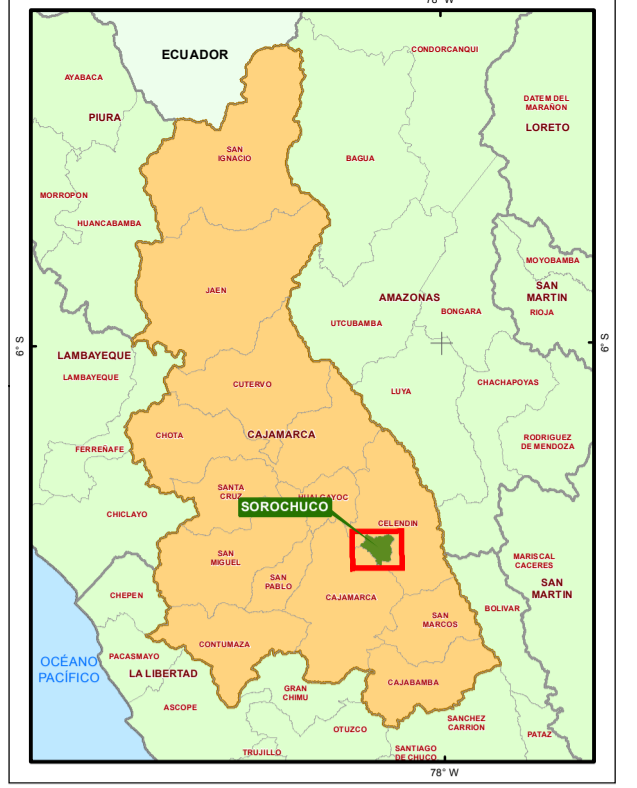 78° W
ECUADOR
CONDORCANQUI
AYABACA
DATEM DEL
MARAÑON
PIURA
LORETO
SAN
IGNACIO
BAGUA
MORROPON
HUANCABAMBA
MOYOBAMBA
SAN
MARTIN
JAEN
AMAZONAS
BONGARA
RIOJA
UTCUBAMBA
6° S
6° S
LAMBAYEQUE
LAMBAYEQUE
CUTERVO
LUYA
CHACHAPOYAS
CHOTA
CAJAMARCA
RODRIGUEZ
DE MENDOZA
FERREÑAFE
SANTA
CRUZ
HUALGAYOC
SOROCHUCO
CHICLAYO
CELENDIN
SAN
MIGUEL
MARISCAL
CACERES
SAN
PABLO
SAN
MARTIN
CHEPEN
CAJAMARCA
BOLIVAR
SAN
MARCOS
CONTUMAZA
PACASMAYO
OCÉANO
PACÍFICO
LA LIBERTAD
CAJABAMBA
GRAN
CHIMU
ASCOPE
SANCHEZ
CARRION
OTUZCO
PATAZ
TRUJILLO
SANTIAGO
DE CHUCO
78° W